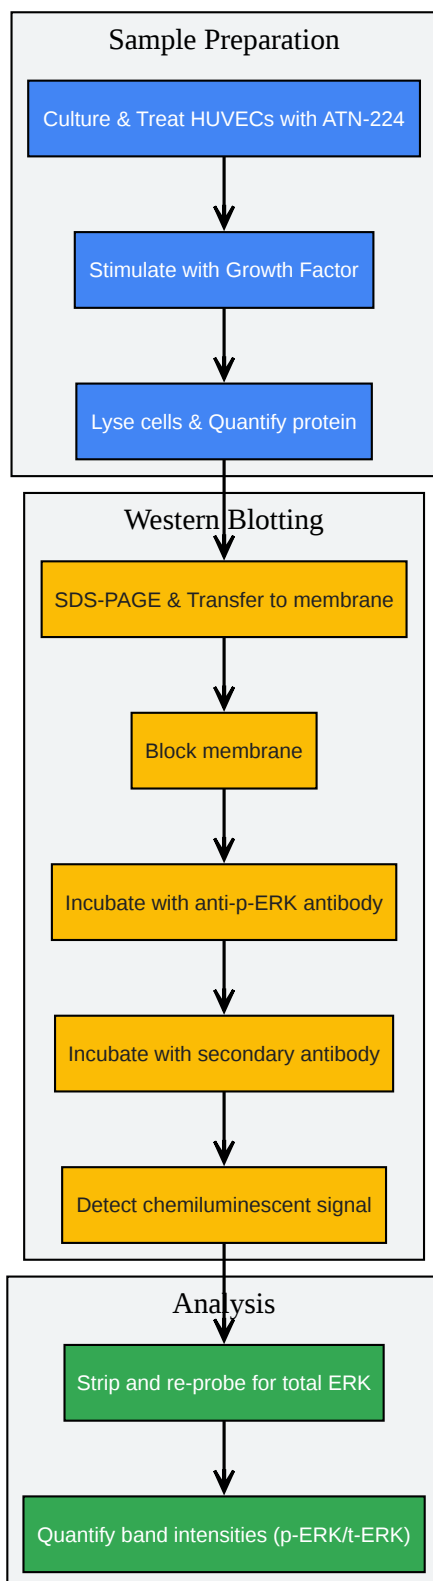 Sample Preparation
Culture & Treat HUVECs with ATN-224
Stimulate with Growth Factor
Lyse cells & Quantify protein
Western Blotting
SDS-PAGE & Transfer to membrane
Block membrane
Incubate with anti-p-ERK antibody
Incubate with secondary antibody
Detect chemiluminescent signal
Analysis
Strip and re-probe for total ERK
Quantify band intensities (p-ERK/t-ERK)